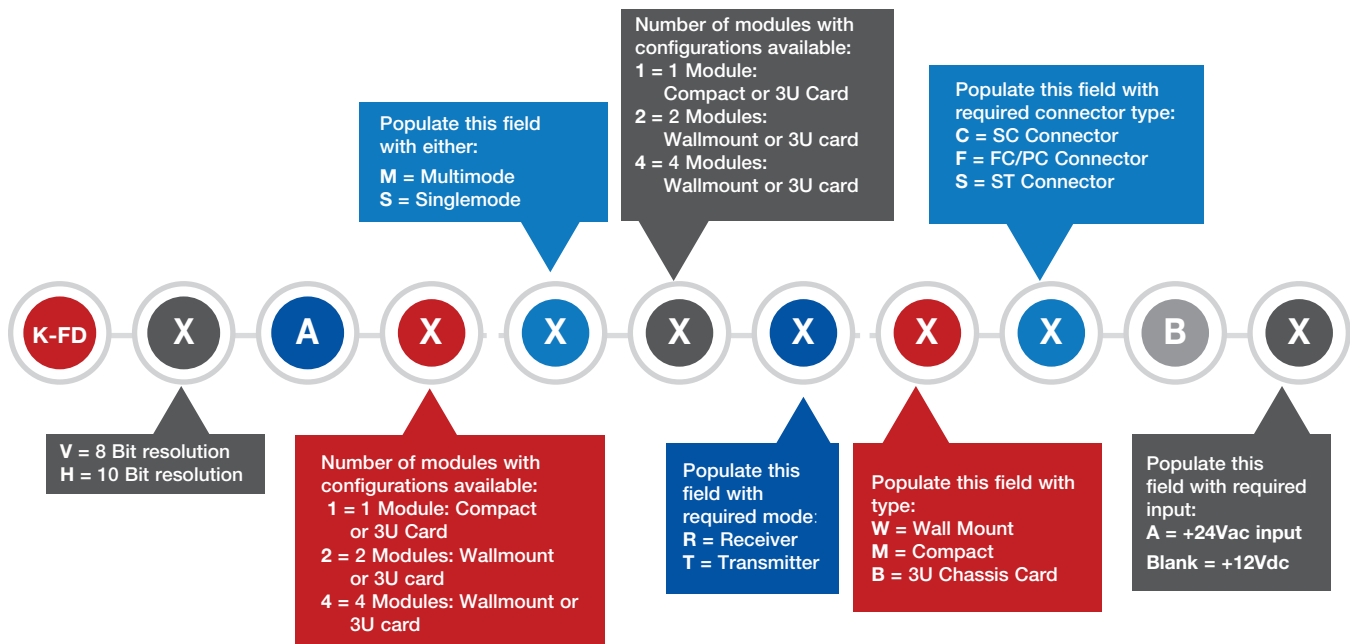 Number of modules with
configurations available:
1 = 1 Module:
Compact or 3U Card
2 = 2 Modules:
Wallmount or 3U card
4 = 4 Modules:
Wallmount or 3U card
Populate this field
with either:
M = Multimode
S = Singlemode
Populate this field with
required connector type:
C = SC Connector
F = FC/PC Connector
S = ST Connector
K-FD X A X X X X X X B X
V = 8 Bit resolution
H = 10 Bit resolution
Number of modules with
configurations available:
1 = 1 Module: Compact
or 3U Card
2 = 2 Modules: Wallmount
or 3U card
4 = 4 Modules: Wallmount or
3U card
Populate this
field with
required mode:
R = Receiver
T = Transmitter
Populate this field with
type:
W = Wall Mount
M = Compact
B = 3U Chassis Card
Populate this
field with required
input:
A = +24Vac input
Blank = +12Vdc